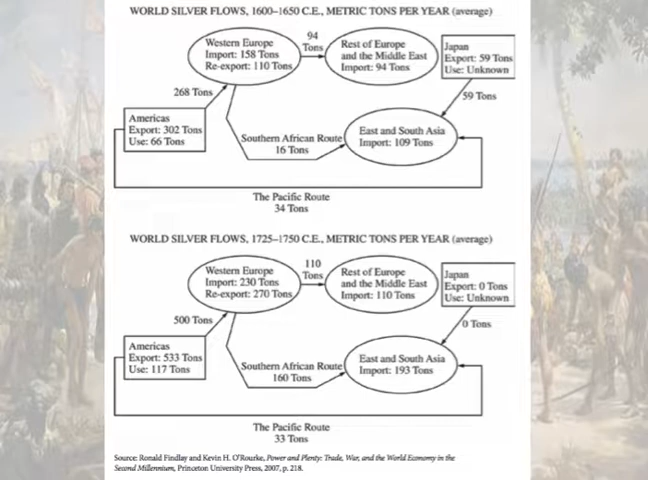 WORLD SILVER FLOWS, 1600–1650 C.E., METRIC TONS PER YEAR (average)
94
Tons
Western Europe
Import: 158 Tons
Re-export: 110 Tons
Rest of Europe
and the Middle East
Import: 94 Tons
Japan
Export: 59 Tons
Use: Unknown
268 Tons
59 Tons
Americas
Export: 302 Tons
Use: 66 Tons
Southern African Route
16 Tons
East and South Asia
Import: 109 Tons
The Pacific Route
34 Tons
WORLD SILVER FLOWS, 1725–1750 C.E., METRIC TONS PER YEAR (average)
110
Tons
Western Europe
Import: 230 Tons
Re-export: 270 Tons
Rest of Europe
and the Middle East
Import: 110 Tons
Japan
Export: 0 Tons
Use: Unknown
500 Tons
0 Tons
Americas
Export: 533 Tons
Use: 117 Tons
Southern African Route
160 Tons
East and South Asia
Import: 193 Tons
The Pacific Route
33 Tons
Source: Ronald Findlay and Kevin H. O'Rourke, Power and Plenty: Trade, War, and the World Economy in the
Second Millennium, Princeton University Press, 2007, p. 218.